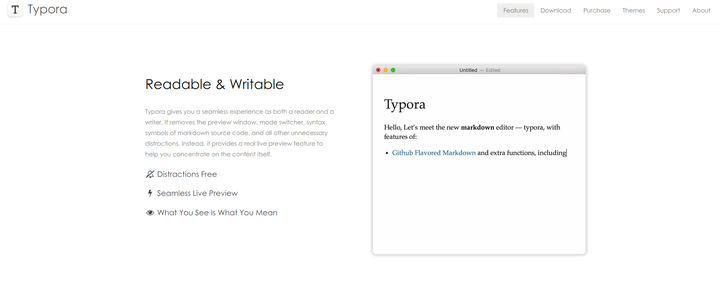 T Typora
Features Download Purchase Themes Support About
Readable & Writable
Typora gives you a seamless experience as both a reader and a
writer. It removes the preview window, mode switcher, syntax
symbols of markdown source code, and all other unnecessary
distractions. Instead, it provides a real live preview feature to
help you concentrate on the content itself.
Distractions Free
Seamless Live Preview
What You See Is What You Mean
Untitled — Edited
Typora
Hello, Let's meet the new markdown editor — typora, with
features of:
• Github Flavored Markdown and extra functions, including